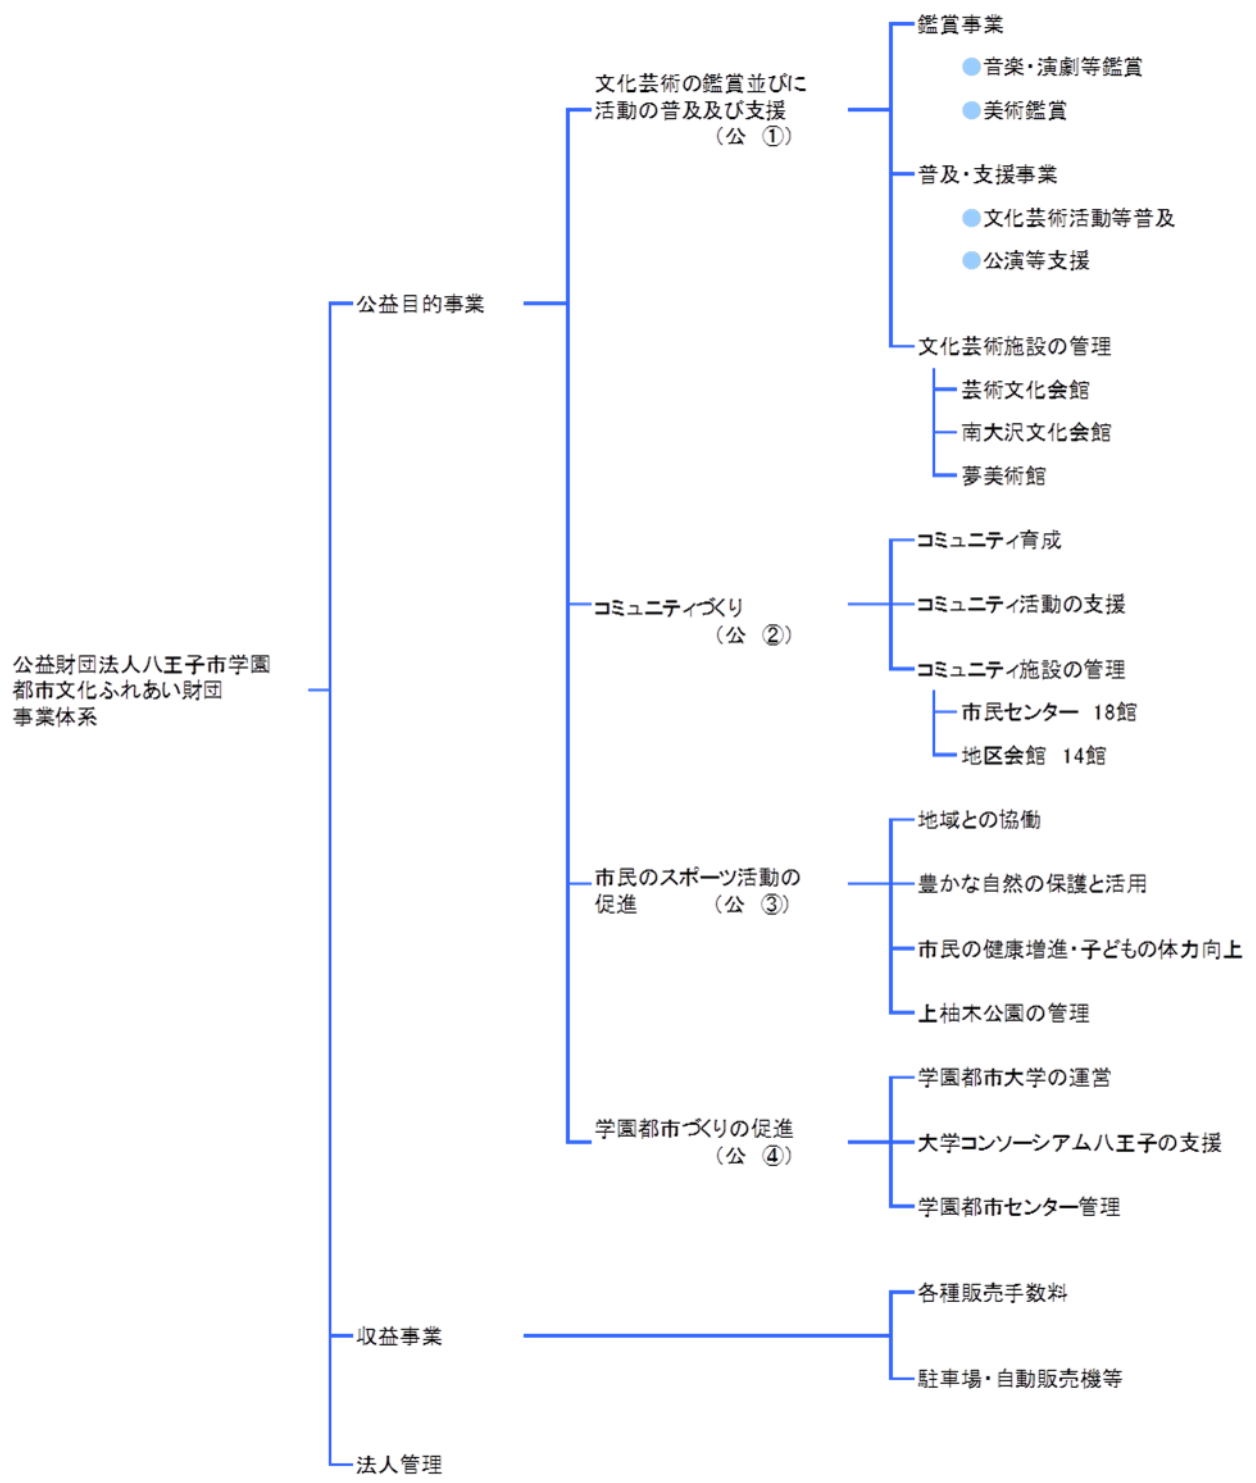 公益財団法人八王子市学園
都市文化ふれあい財団
事業体系
公益目的事業
文化芸術の鑑賞並びに
活動の普及及び支援
（公 ①）
鑑賞事業
●音楽・演劇等鑑賞
●美術鑑賞
普及・支援事業
●文化芸術活動等普及
●公演等支援
文化芸術施設の管理
芸術文化会館
南大沢文化会館
夢美術館
コミュニティづくり
（公 ②）
コミュニティ育成
コミュニティ活動の支援
コミュニティ施設の管理
市民センター 18館
地区会館 14館
市民のスポーツ活動の
促進 （公 ③）
地域との協働
豊かな自然の保護と活用
市民の健康増進・子どもの体力向上
上柚木公園の管理
学園都市づくりの促進
（公 ④）
学園都市大学の運営
大学コンソーシアム八王子の支援
学園都市センター管理
収益事業
各種販売手数料
駐車場・自動販売機等
法人管理